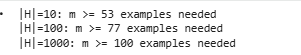 • |H|=10: m >= 53 examples needed
|H|=100: m >= 77 examples needed
|H|=1000: m >= 100 examples needed